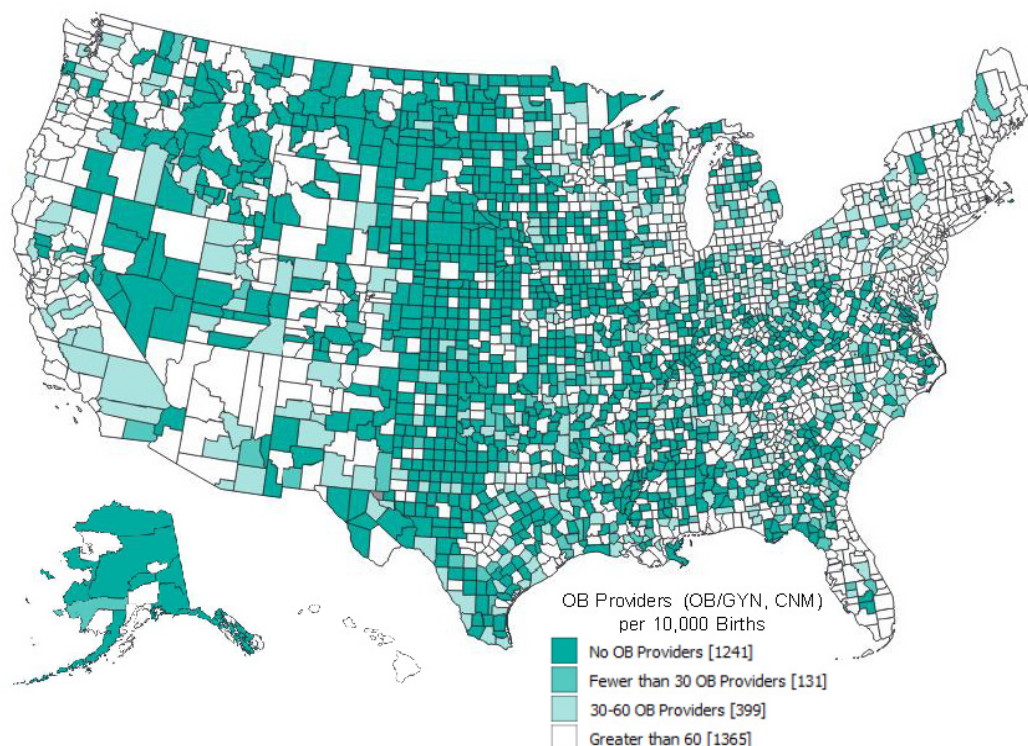 OB Providers (OB/GYN, CNM)
per 10,000 Births
No OB Providers [1241]
Fewer than 30 OB Providers [131]
30-60 OB Providers [399]
Greater than 60 [1365]